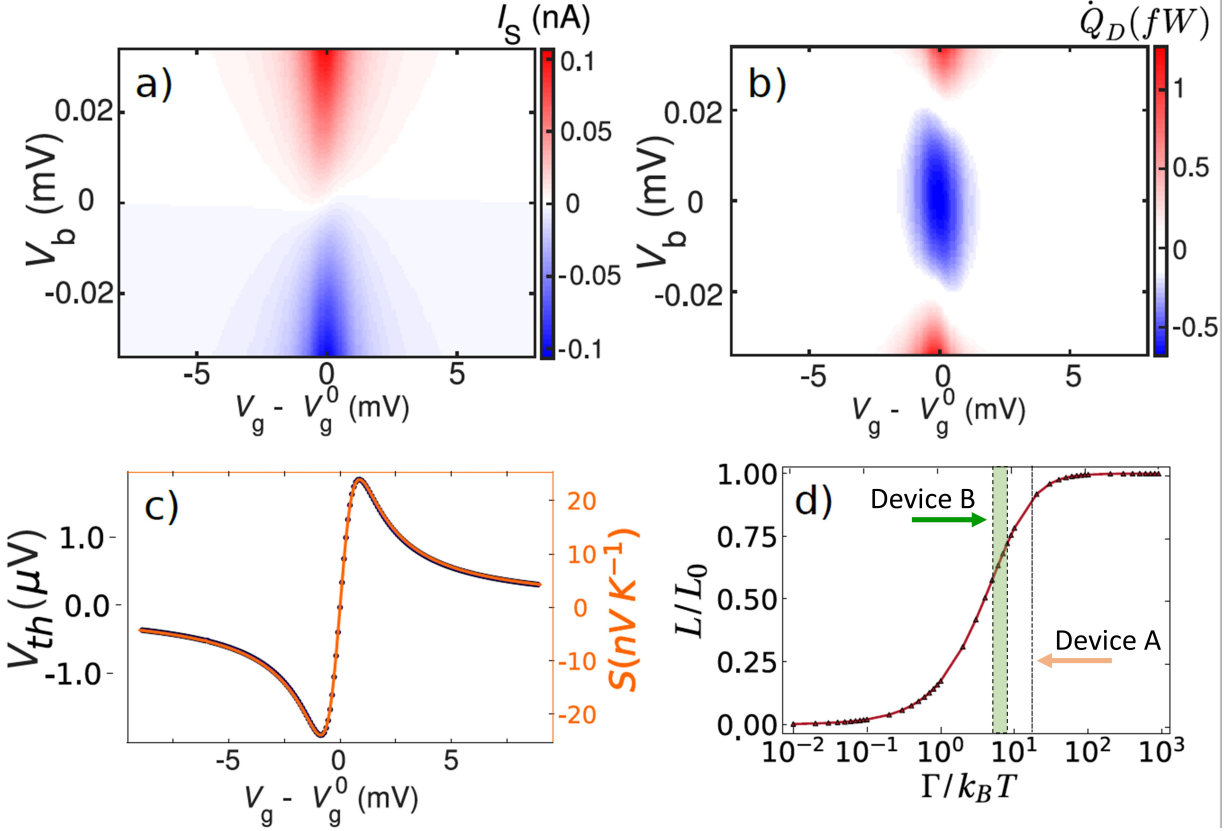 I_S (nA)
a)
0.1
0.05
0
-0.05
-0.1
0.02
0
-0.02
V_b (mV)
-5
0
5
V_g - V_g^0 (mV)
Q̇_D (fW)
b)
1
0.5
0
-0.5
0.02
0
-0.02
V_b (mV)
-5
0
5
V_g - V_g^0 (mV)
c)
1.0
0.0
-1.0
V_th (μV)
20
10
0
-10
-20
S(nV K^−1)
-5
0
5
V_g - V_g^0 (mV)
d)
1.00
0.75
0.50
0.25
0.00
L/L_0
Device B
Device A
10^−2
10^−1
10^0
10^1
10^2
10^3
Γ/k_BT